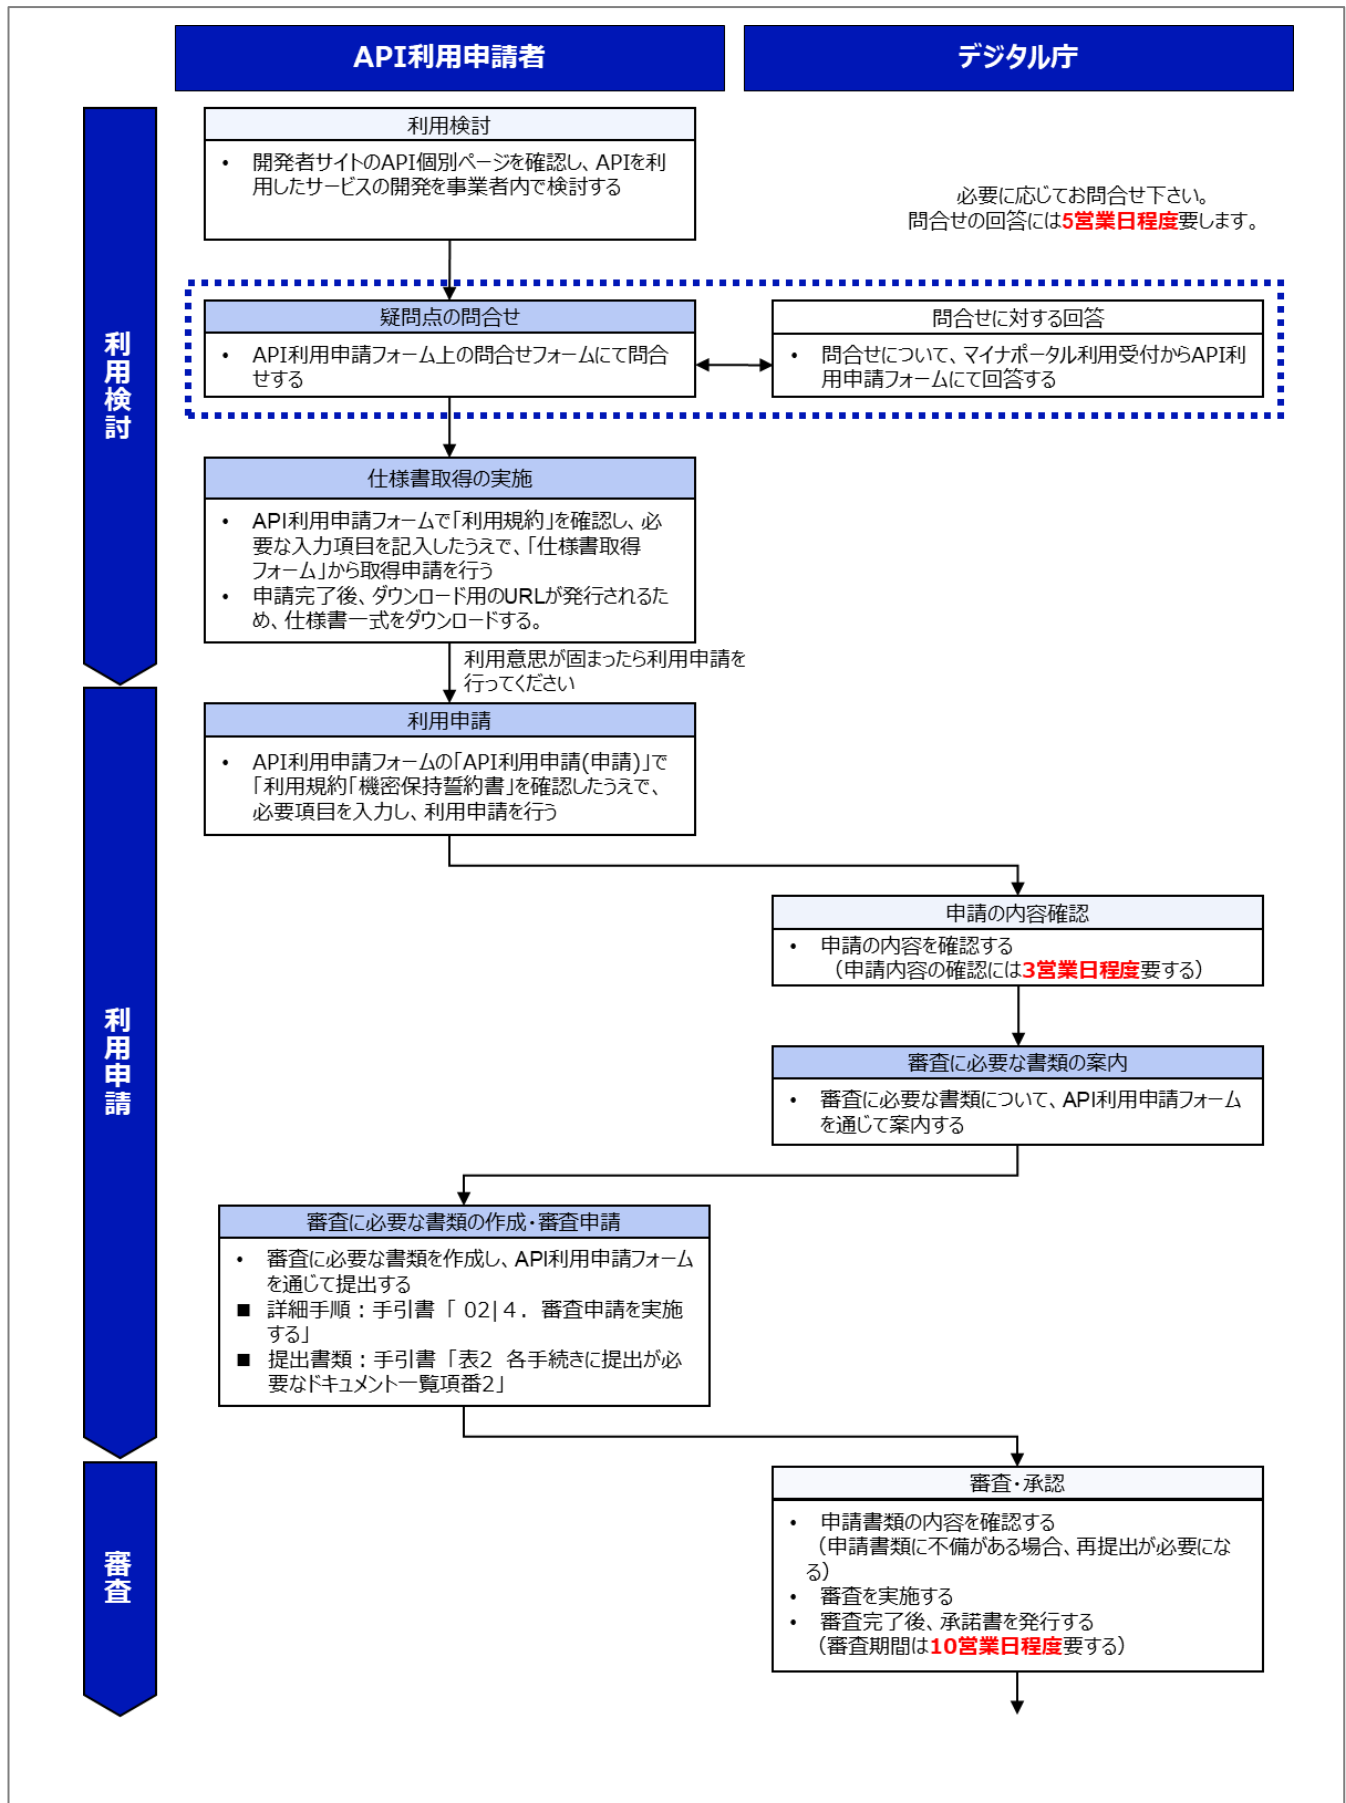 API利用申請者
デジタル庁
利用検討
利用検討
• 開発者サイトのAPI個別ページを確認し、APIを利
用したサービスの開発を事業者内で検討する
必要に応じてお問合せ下さい。
問合せの回答には5営業日程度要します。
疑問点の問合せ
• API利用申請フォーム上の問合せフォームにて問合
せする
問合せに対する回答
• 問合せについて、マイナポータル利用受付からAPI利
用申請フォームにて回答する
仕様書取得の実施
• API利用申請フォームで「利用規約」を確認し、必
要な入力項目を記入したうえで、「仕様書取得
フォーム」から取得申請を行う
• 申請完了後、ダウンロード用のURLが発行されるた
め、仕様書一式をダウンロードする。
利用意思が固まったら利用申請を
行ってください
利用申請
利用申請
• API利用申請フォームの「API利用申請(申請)」で
「利用規約「機密保持誓約書」を確認したうえで、
必要項目を入力し、利用申請を行う
申請の内容確認
• 申請の内容を確認する
（申請内容の確認には3営業日程度要する）
審査に必要な書類の案内
• 審査に必要な書類について、API利用申請フォーム
を通じて案内する
審査に必要な書類の作成・審査申請
• 審査に必要な書類を作成し、API利用申請フォーム
を通じて提出する
■ 詳細手順：手引書「 02|４．審査申請を実施
する」
■ 提出書類：手引書「表2 各手続きに提出が必
要なドキュメント一覧項番2」
審査
審査・承認
• 申請書類の内容を確認する
（申請書類に不備がある場合、再提出が必要にな
る）
• 審査を実施する
• 審査完了後、承諾書を発行する
（審査期間は10営業日程度要する）